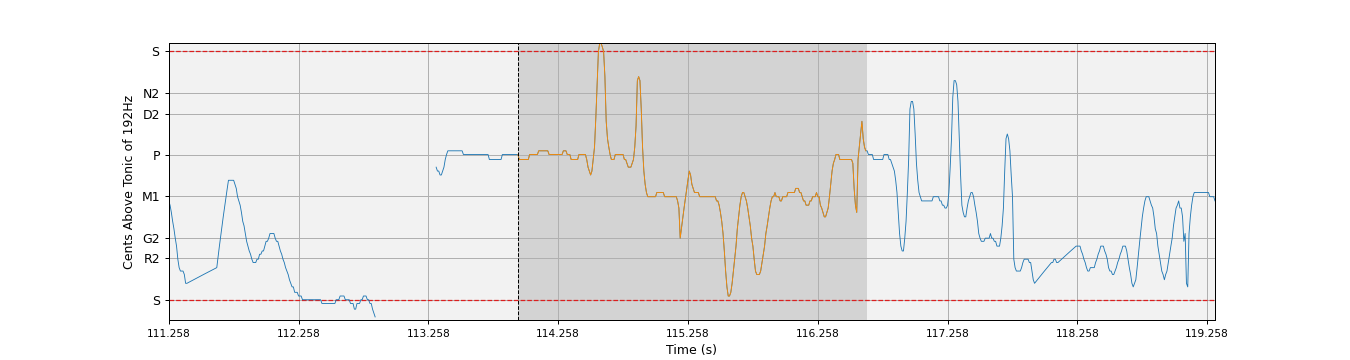 Cents Above Tonic of 192Hz
S
N2
D2
P
M1
G2
R2
S
111.258 112.258 113.258 114.258 115.258 116.258 117.258 118.258 119.258
Time (s)